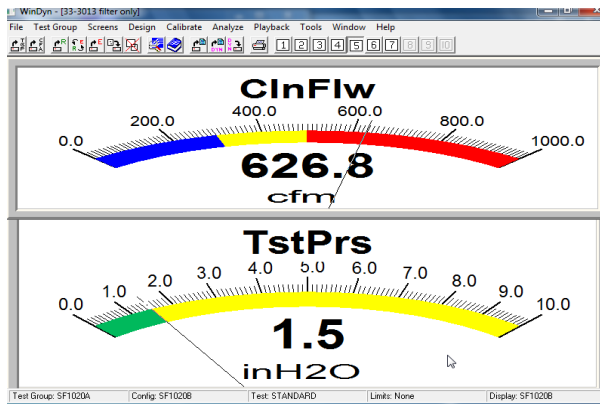 WinDyn - [33-3013 filter only]
File Test Group Screens Design Calibrate Analyze Playback Tools Window Help
1 2 3 4 5 6 7 8 9 10
ClnFlw
0.0 200.0 400.0 600.0 800.0 1000.0
626.8
cfm
TstPrs
0.0 1.0 2.0 3.0 4.0 5.0 6.0 7.0 8.0 9.0 10.0
1.5
inH2O
Test Group: SF1020A Config: SF1020B Test: STANDARD Limits: None Display: SF1020B